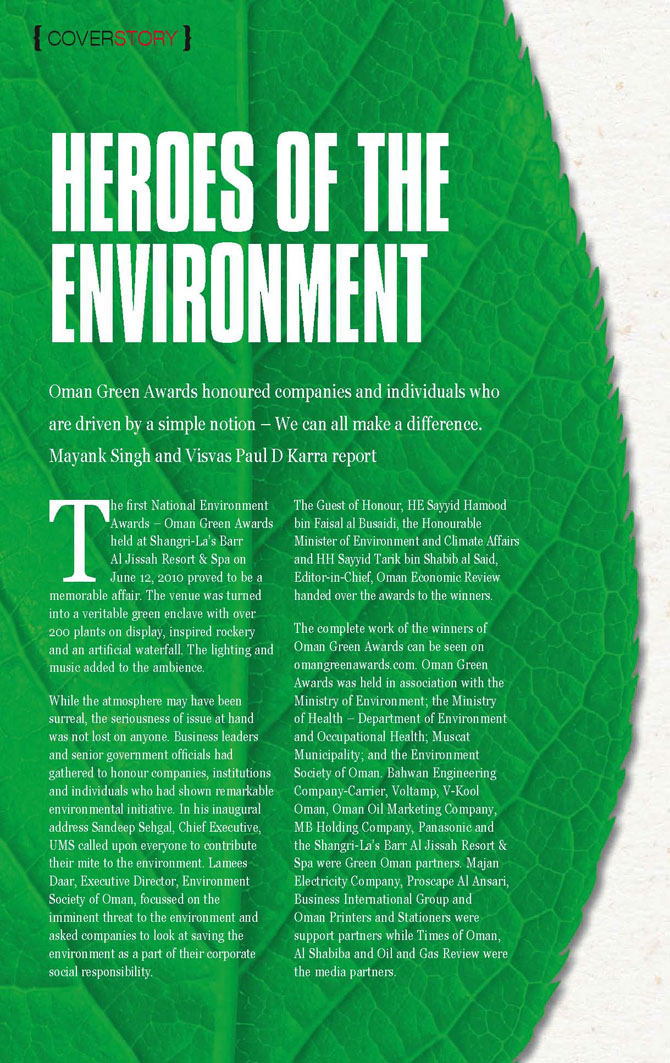 { COVERSTORY }
HEROES OF THE
ENVIRONMENT
Oman Green Awards honoured companies and individuals who
are driven by a simple notion – We can all make a difference.
Mayank Singh and Visvas Paul D Karra report
The first National Environment
Awards – Oman Green Awards
held at Shangri-La's Barr
Al Jissah Resort & Spa on
June 12, 2010 proved to be a
memorable affair. The venue was turned
into a veritable green enclave with over
200 plants on display, inspired rockery
and an artificial waterfall. The lighting and
music added to the ambience.
While the atmosphere may have been
surreal, the seriousness of issue at hand
was not lost on anyone. Business leaders
and senior government officials had
gathered to honour companies, institutions
and individuals who had shown remarkable
environmental initiative. In his inaugural
address Sandeep Sehgal, Chief Executive,
UMS called upon everyone to contribute
their mite to the environment. Lamees
Daar, Executive Director, Environment
Society of Oman, focussed on the
imminent threat to the environment and
asked companies to look at saving the
environment as a part of their corporate
social responsibility.
The Guest of Honour, HE Sayyid Hamood
bin Faisal al Busaidi, the Honourable
Minister of Environment and Climate Affairs
and HH Sayyid Tarik bin Shabib al Said,
Editor-in-Chief, Oman Economic Review
handed over the awards to the winners.
The complete work of the winners of
Oman Green Awards can be seen on
omangreenawards.com. Oman Green
Awards was held in association with the
Ministry of Environment; the Ministry
of Health – Department of Environment
and Occupational Health; Muscat
Municipality; and the Environment
Society of Oman. Bahwan Engineering
Company-Carrier, Voltamp, V-Kool
Oman, Oman Oil Marketing Company,
MB Holding Company, Panasonic and
the Shangri-La's Barr Al Jissah Resort &
Spa were Green Oman partners. Majan
Electricity Company, Proscape Al Ansari,
Business International Group and
Oman Printers and Stationers were
support partners while Times of Oman,
Al Shabiba and Oil and Gas Review were
the media partners.